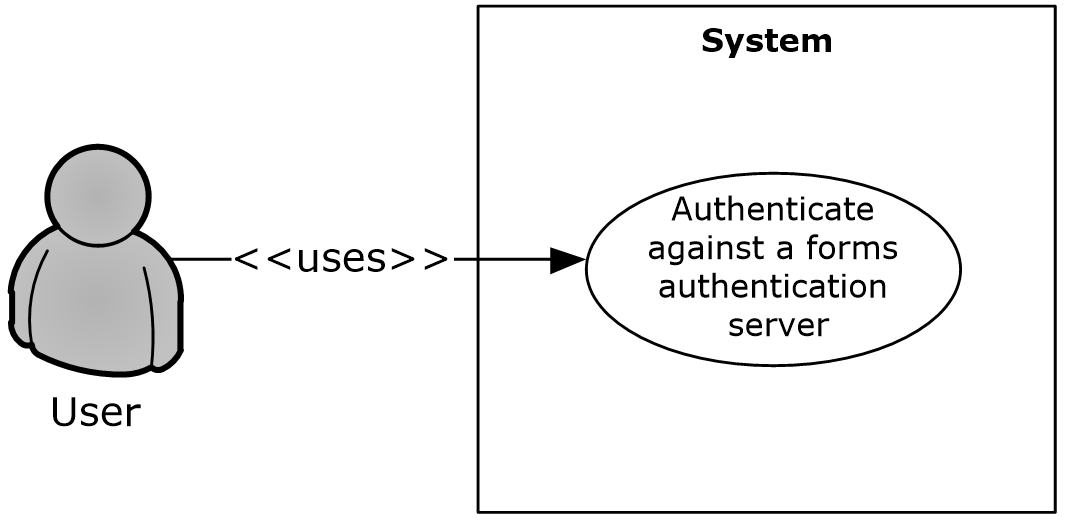 System
Authenticate
against a forms
authentication
server
<<uses>>
User